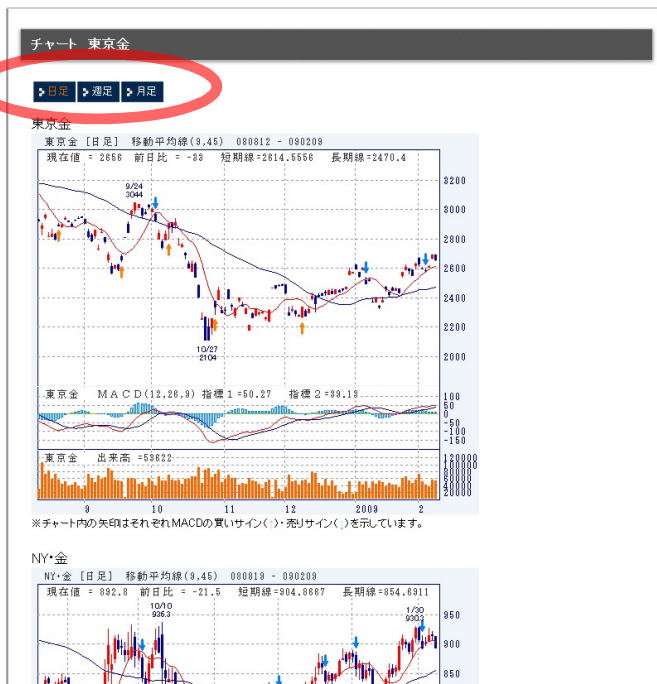 チャート 東京金
日足 週足 月足
東京金
東京金 [日足] 移動平均線(9,45) 080812 - 090209
現在値 = 2656 前日比 = -33 短期線=2614.5556 長期線=2470.4
3200
9/24
3044
3000
2800
2600
2400
2200
10/27
2104
2000
東京金 MACD(12,26,9) 指標1=50.27 指標2=39.13
100
50
0
-50
-100
-150
東京金 出来高 =53622
120000
100000
80000
60000
40000
20000
9 10 11 12 2009 2
※チャート内の矢印はそれぞれMACDの買いサイン(↑)・売りサイン(↓)を示しています。
NY・金
NY・金 [日足] 移動平均線(9,45) 080819 - 090209
現在値 = 892.8 前日比 = -21.5 短期線=904.8667 長期線=854.6911
10/10
936.3
1/30
930.3
950
900
850